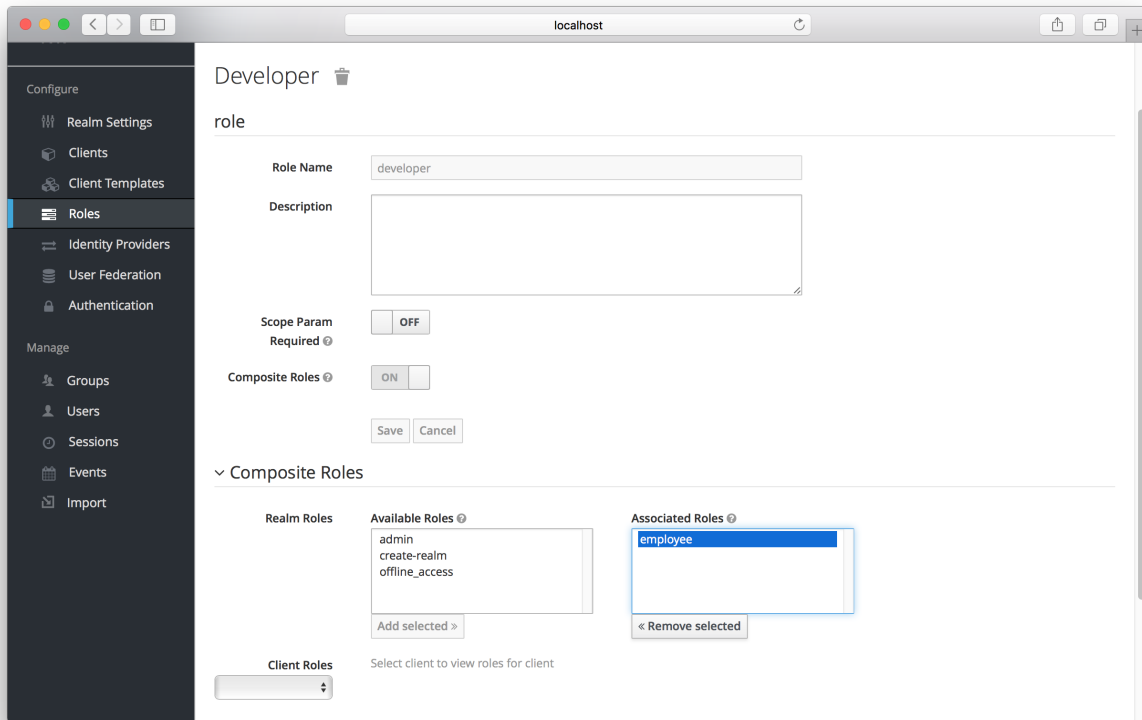 localhost
Configure
Realm Settings
Clients
Client Templates
Roles
Identity Providers
User Federation
Authentication
Manage
Groups
Users
Sessions
Events
Import
Developer
role
Role Name
developer
Description
Scope Param
Required
OFF
Composite Roles
ON
Save Cancel
Composite Roles
Realm Roles
Available Roles
admin
create-realm
offline_access
Add selected »
Associated Roles
employee
« Remove selected
Client Roles
Select client to view roles for client